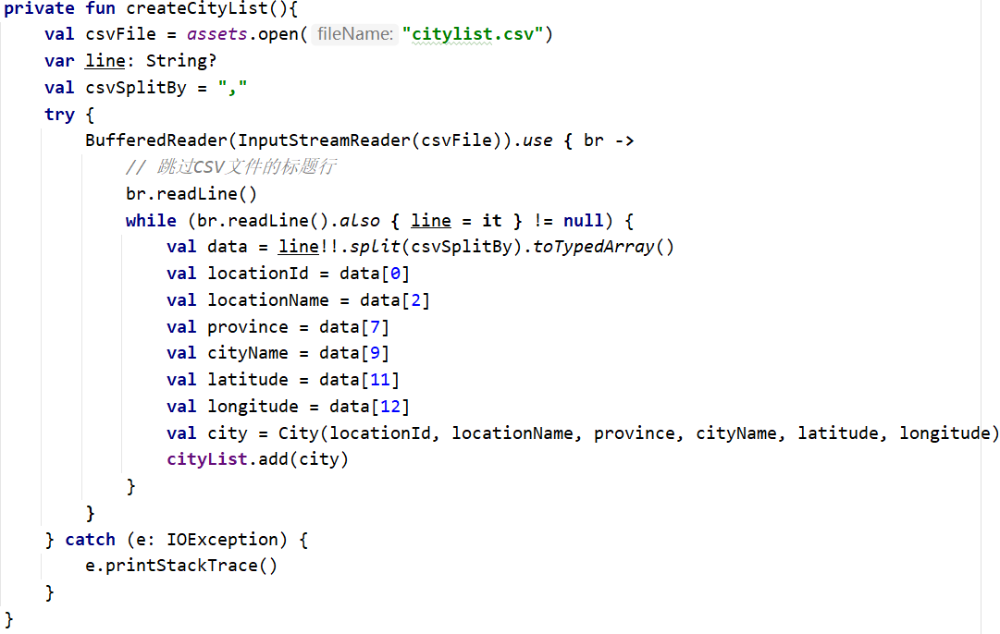 private fun createCityList(){
    val csvFile = assets.open( fileName: "citylist.csv")
    var line: String?
    val csvSplitBy = ","
    try {
        BufferedReader(InputStreamReader(csvFile)).use { br ->
            // 跳过CSV文件的标题行
            br.readLine()
            while (br.readLine().also { line = it } != null) {
                val data = line!!.split(csvSplitBy).toTypedArray()
                val locationId = data[0]
                val locationName = data[2]
                val province = data[7]
                val cityName = data[9]
                val latitude = data[11]
                val longitude = data[12]
                val city = City(locationId, locationName, province, cityName, latitude, longitude)
                cityList.add(city)
            }
        }
    } catch (e: IOException) {
        e.printStackTrace()
    }
}